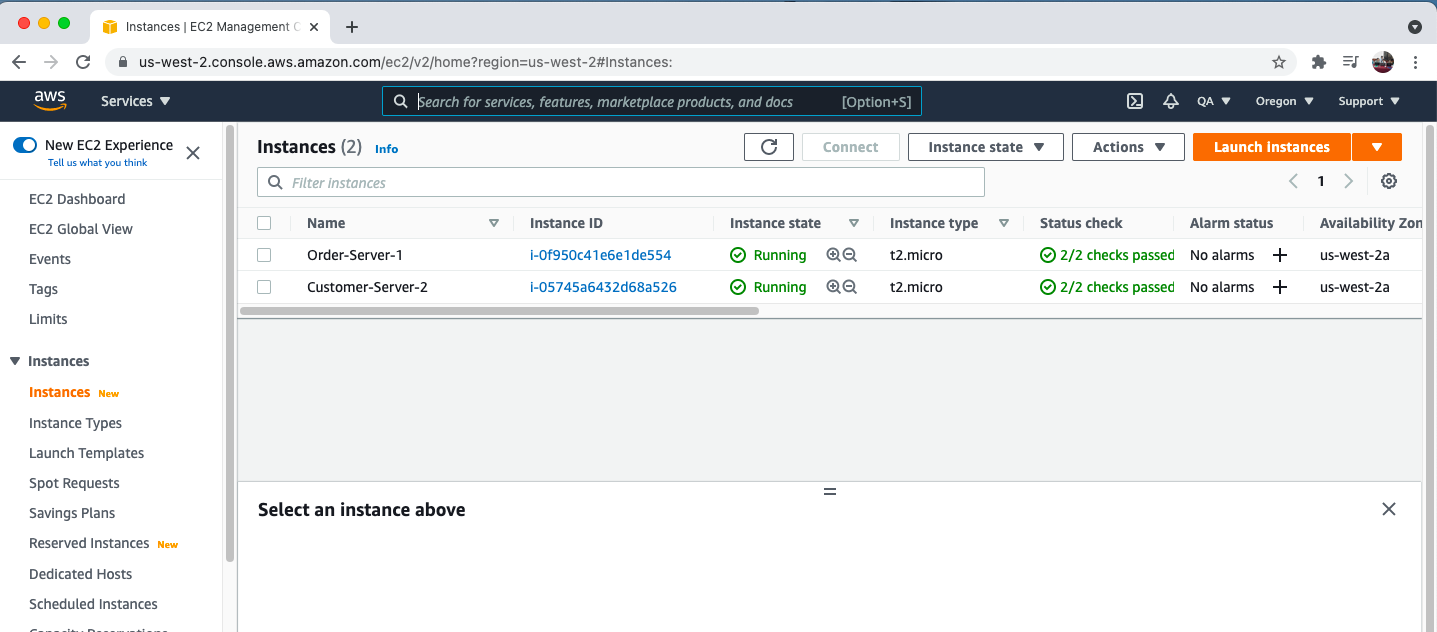 Instances | EC2 Management C
us-west-2.console.aws.amazon.com/ec2/v2/home?region=us-west-2#Instances:
aws
Services
Search for services, features, marketplace products, and docs [Option+S]
QA
Oregon
Support
New EC2 Experience
Tell us what you think
EC2 Dashboard
EC2 Global View
Events
Tags
Limits
Instances
Instances New
Instance Types
Launch Templates
Spot Requests
Savings Plans
Reserved Instances New
Dedicated Hosts
Scheduled Instances
Capacity Reservations
Instances (2) Info
Connect
Instance state
Actions
Launch instances
Filter instances
1
Name Instance ID Instance state Instance type Status check Alarm status Availability Zon
Order-Server-1 i-0f950c41e6e1de554 Running t2.micro 2/2 checks passed No alarms us-west-2a
Customer-Server-2 i-05745a6432d68a526 Running t2.micro 2/2 checks passed No alarms us-west-2a
Select an instance above